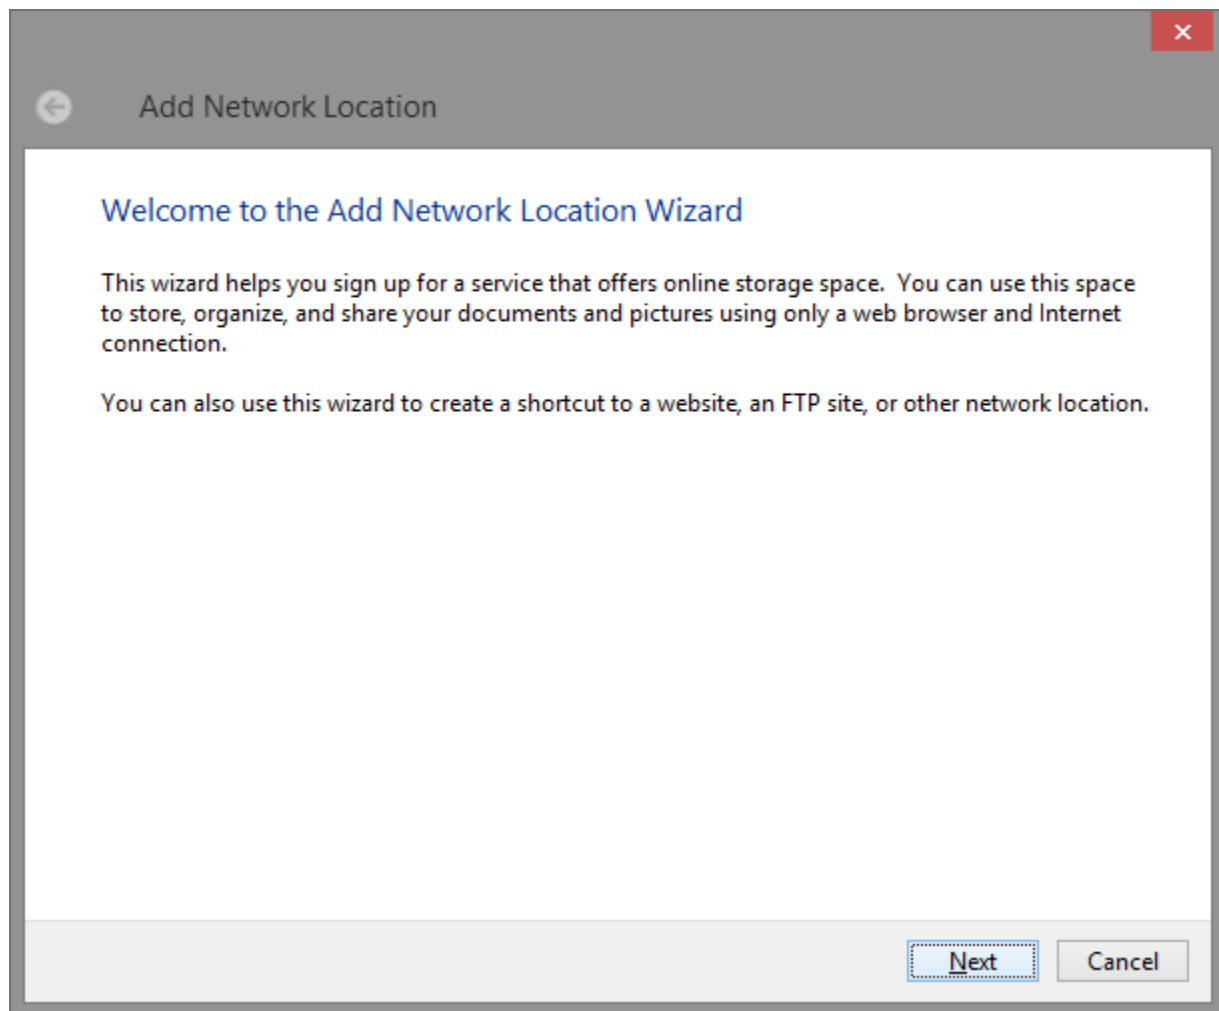 Add Network Location
Welcome to the Add Network Location Wizard
This wizard helps you sign up for a service that offers online storage space.  You can use this space
to store, organize, and share your documents and pictures using only a web browser and Internet
connection.
You can also use this wizard to create a shortcut to a website, an FTP site, or other network location.
Next
Cancel